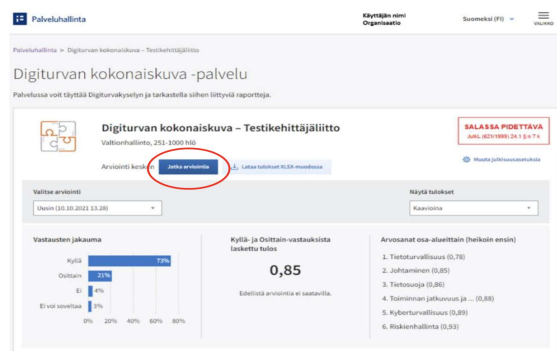 Palveluhallinta
Käyttäjän nimi
Organisaatio
Suomeksi (FI)
VALIKKO
Palveluhallinta > Digiturvan kokonaiskuva – Testikehittäjäliitto
Digiturvan kokonaiskuva -palvelu
Palvelussa voit täyttää Digiturvakyselyn ja tarkastella siihen liittyviä raportteja.
Digiturvan kokonaiskuva – Testikehittäjäliitto
Valtionhallinto, 251-1000 hlö
SALASSA PIDETTÄVÄ
JulkL (621/1999) 24.1 § n 7 k
Arviointi kesken
Jatka arviointia
Lataa tulokset XLSX muodossa
Muuta julkisuusasetuksia
Valitse arviointi
Näytä tulokset
Uusin (10.10.2021 13.28)
Kaavioina
Vastausten jakauma
Kyllä 73%
Osittain 21%
Ei 4%
Ei voi soveltaa 3%
0% 20% 40% 60% 80%
Kyllä- ja Osittain-vastauksista
laskettu tulos
0,85
Edellistä arviointia ei saatavilla.
Arvosanat osa-alueittain (heikoin ensin)
1. Tietoturvallisuus (0,78)
2. Johtaminen (0,85)
3. Tietosuoja (0,86)
4. Toiminnan jatkuvuus ja ... (0,88)
5. Kyberturvallisuus (0,89)
6. Riskienhallinta (0,93)